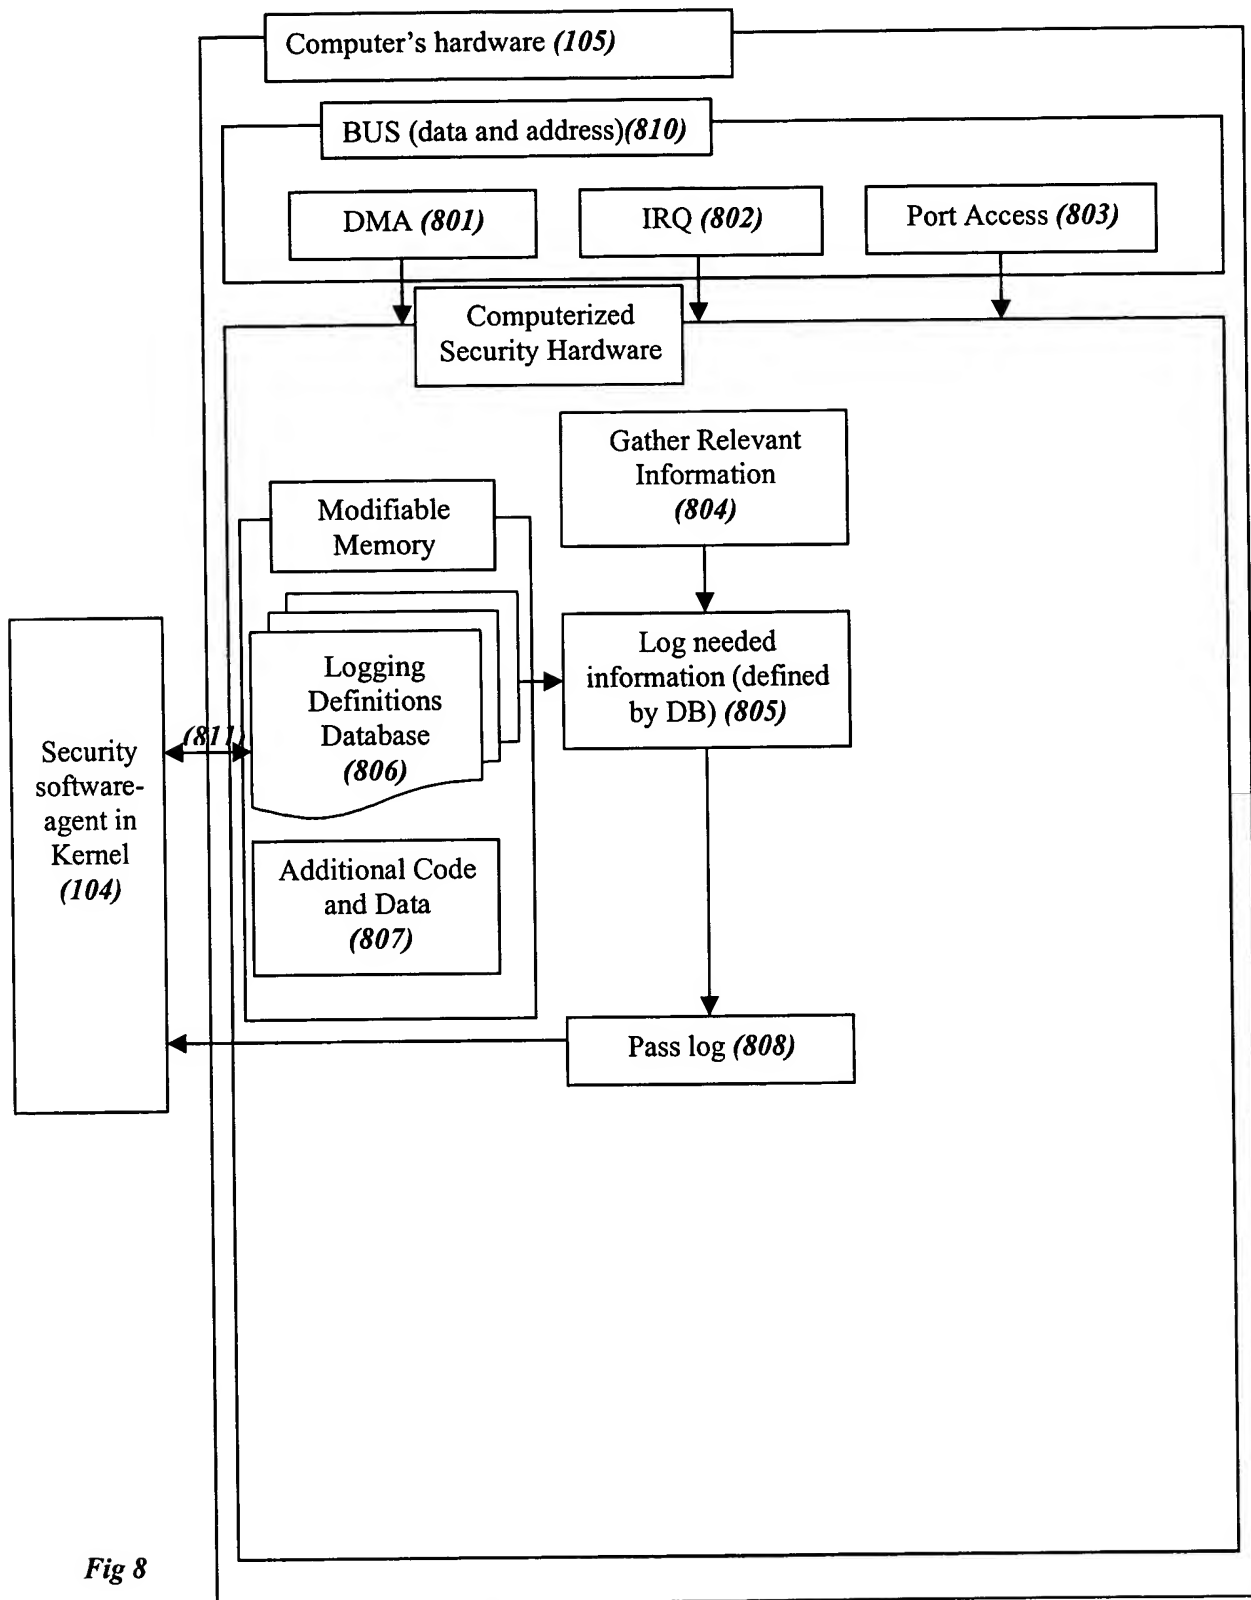 Computer's hardware (105)
BUS (data and address)(810)
DMA (801)
IRQ (802)
Port Access (803)
Computerized
Security Hardware
Gather Relevant
Information
(804)
Modifiable
Memory
Log needed
information (defined
by DB) (805)
Logging
Definitions
Database
(806)
(811)
Security
software-
agent in
Kernel
(104)
Additional Code
and Data
(807)
Pass log (808)
Fig 8